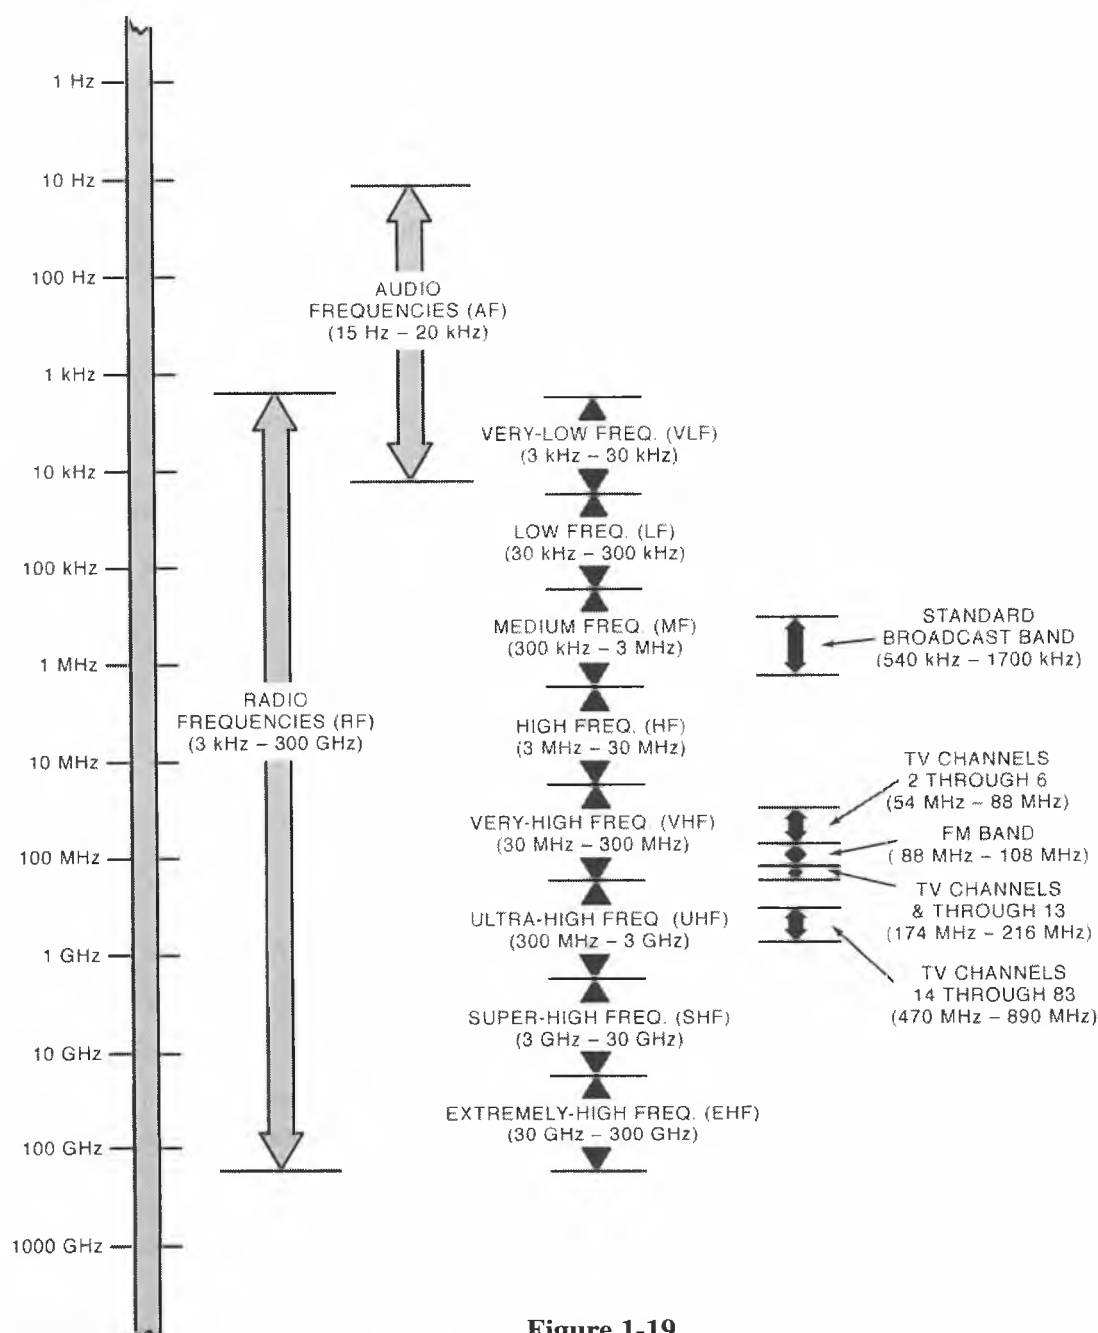 1 Hz
10 Hz
100 Hz
1 kHz
10 kHz
100 kHz
1 MHz
10 MHz
100 MHz
1 GHz
10 GHz
100 GHz
1000 GHz
AUDIO
FREQUENCIES (AF)
(15 Hz – 20 kHz)
RADIO
FREQUENCIES (RF)
(3 kHz – 300 GHz)
VERY-LOW FREQ. (VLF)
(3 kHz – 30 kHz)
LOW FREQ. (LF)
(30 kHz – 300 kHz)
MEDIUM FREQ. (MF)
(300 kHz – 3 MHz)
HIGH FREQ. (HF)
(3 MHz – 30 MHz)
VERY-HIGH FREQ. (VHF)
(30 MHz – 300 MHz)
ULTRA-HIGH FREQ (UHF)
(300 MHz – 3 GHz)
SUPER-HIGH FREQ. (SHF)
(3 GHz – 30 GHz)
EXTREMELY-HIGH FREQ. (EHF)
(30 GHz – 300 GHz)
STANDARD
BROADCAST BAND
(540 kHz – 1700 kHz)
TV CHANNELS
2 THROUGH 6
(54 MHz – 88 MHz)
FM BAND
( 88 MHz – 108 MHz)
TV CHANNELS
& THROUGH 13
(174 MHz – 216 MHz)
TV CHANNELS
14 THROUGH 83
(470 MHz – 890 MHz)
Figure 1-19